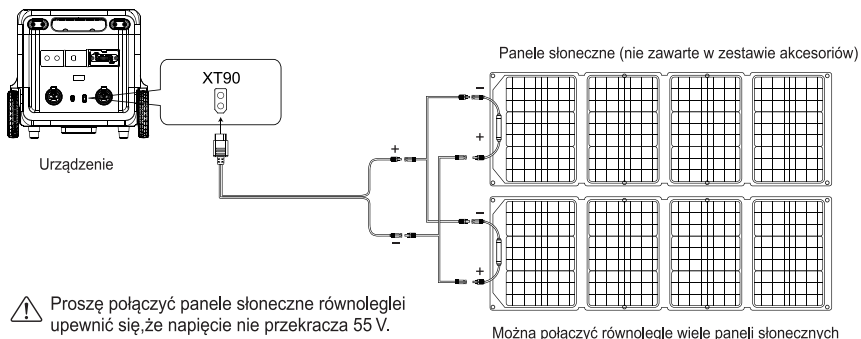 Panele słoneczne (nie zawarte w zestawie akcesoriów)
XT90
Urządzenie
+
−
−
+
−
+
Proszę połączyć panele słoneczne równoleglei
upewnić się,że napięcie nie przekracza 55 V.
Można połączyć równolegle wiele paneli słonecznych